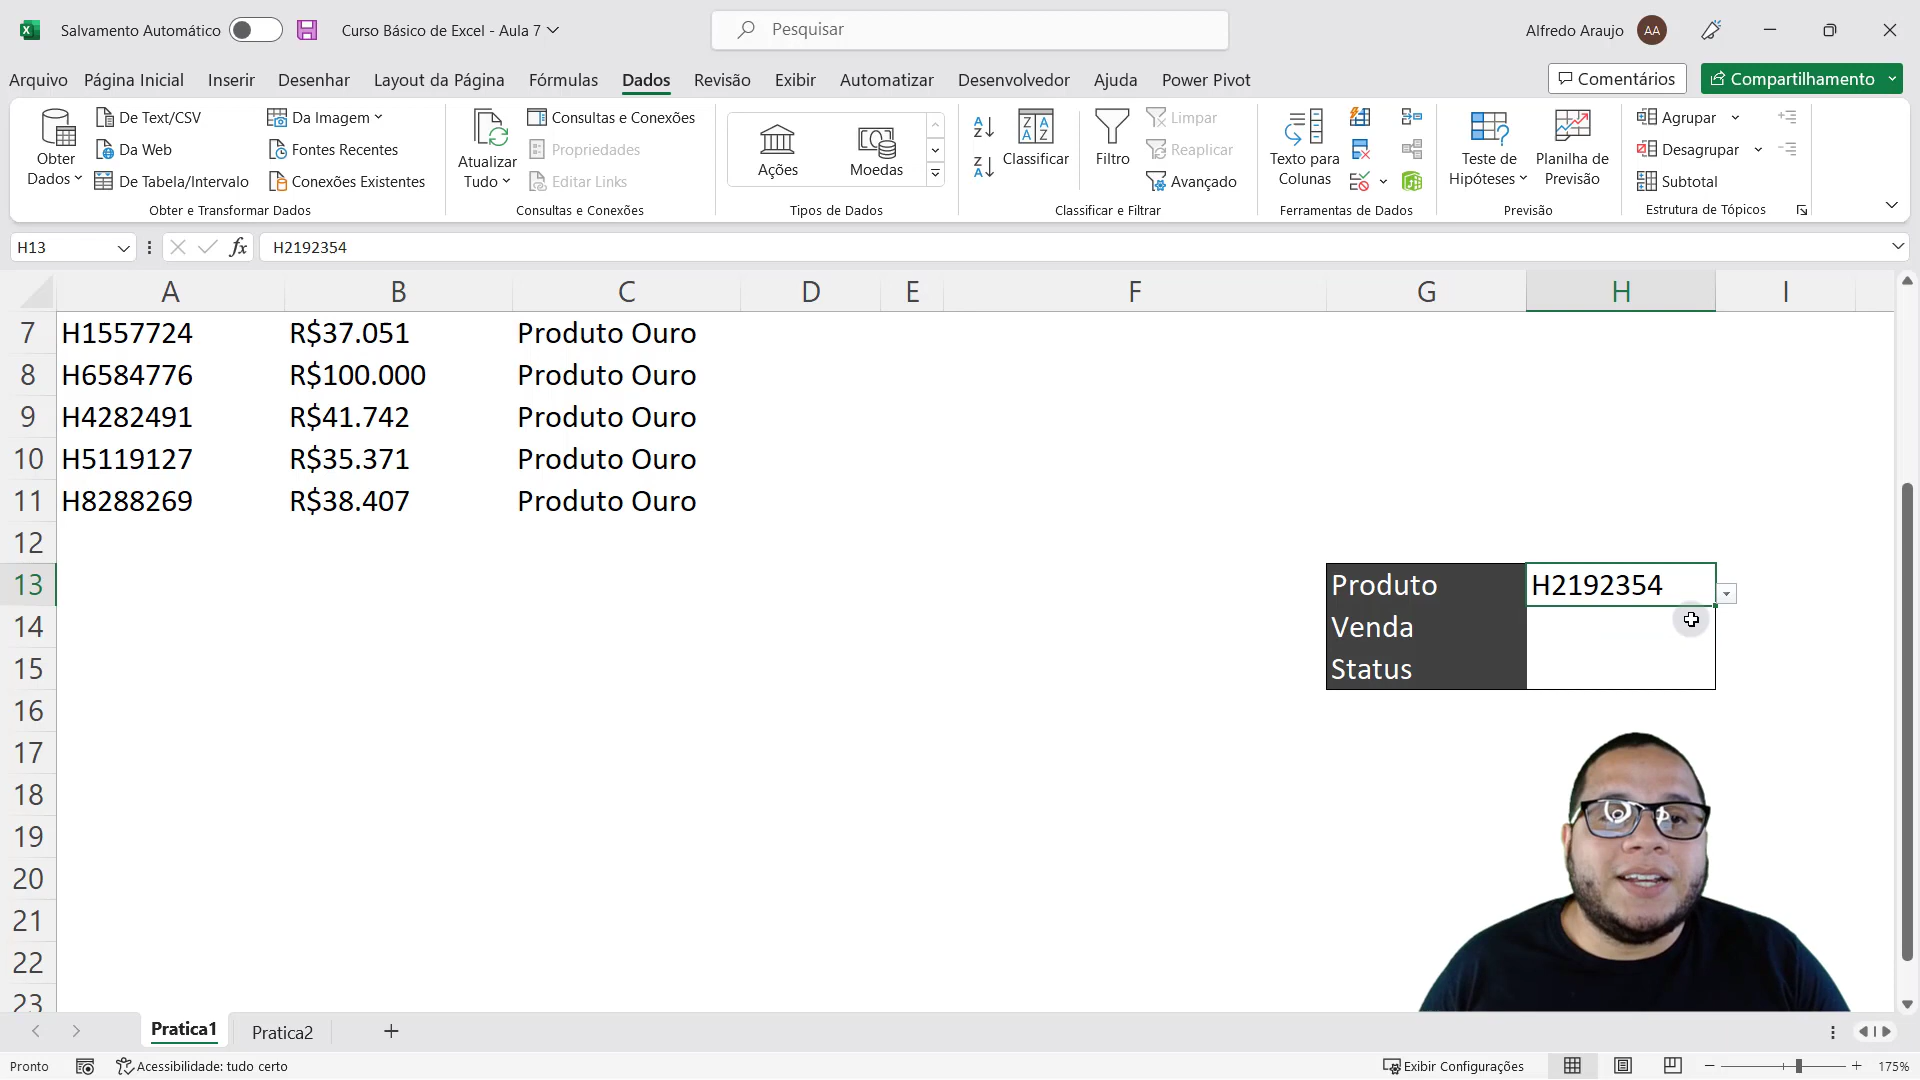 Salvamento Automático
Curso Básico de Excel - Aula 7
Pesquisar
Alfredo Araujo
AA
Arquivo Página Inicial Inserir Desenhar Layout da Página Fórmulas Dados Revisão Exibir Automatizar Desenvolvedor Ajuda Power Pivot
Comentários
Compartilhamento
Obter Dados
De Text/CSV
Da Web
De Tabela/Intervalo
Da Imagem
Fontes Recentes
Conexões Existentes
Obter e Transformar Dados
Atualizar Tudo
Consultas e Conexões
Propriedades
Editar Links
Consultas e Conexões
Ações
Moedas
Tipos de Dados
Classificar
Filtro
Limpar
Reaplicar
Avançado
Classificar e Filtrar
Texto para Colunas
Ferramentas de Dados
Teste de Hipóteses
Planilha de Previsão
Previsão
Agrupar
Desagrupar
Subtotal
Estrutura de Tópicos
H13
fx
H2192354
A B C D E F G H I
7 H1557724 R$37.051 Produto Ouro
8 H6584776 R$100.000 Produto Ouro
9 H4282491 R$41.742 Produto Ouro
10 H5119127 R$35.371 Produto Ouro
11 H8288269 R$38.407 Produto Ouro
12
13 Produto H2192354
14 Venda
15 Status
16
17
18
19
20
21
22
23
Pratica1 Pratica2
Pronto
Acessibilidade: tudo certo
Exibir Configurações
175%